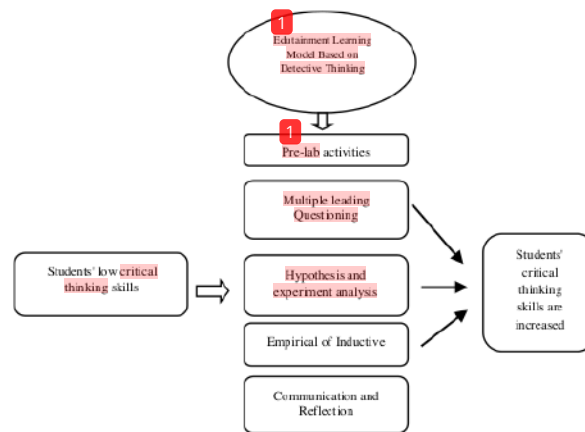 1
Edutainment Learning
Model Based on
Detective Thinking
1
Pre-lab activities
Multiple leading
Questioning
Students' low critical
thinking skills
Hypothesis and
experiment analysis
Students'
critical
thinking
skills are
increased
Empirical of Inductive
Communication and
Reflection